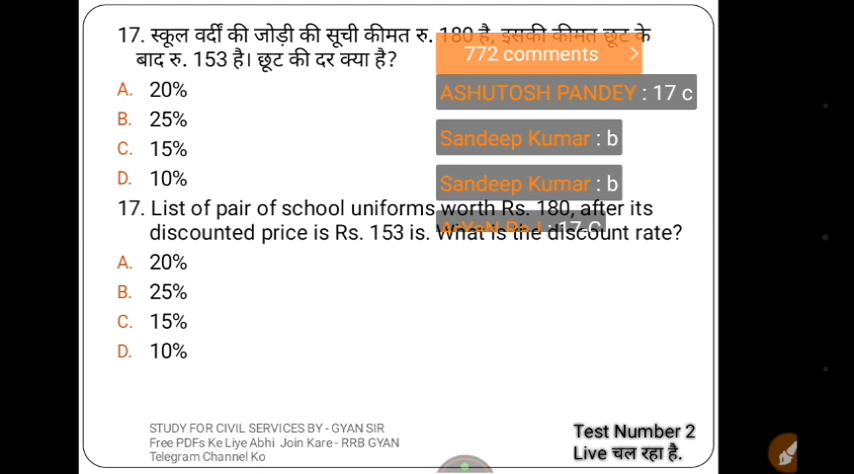 17. स्कूल वर्दी की जोड़ी की सूची कीमत रु. 180 है, इसकी कीमत छूट के
बाद रु. 153 है। छूट की दर क्या है?
772 comments >
A. 20%
ASHUTOSH PANDEY : 17 c
B. 25%
Sandeep Kumar : b
C. 15%
D. 10%
Sandeep Kumar : b
17. List of pair of school uniforms worth Rs. 180, after its
: 17 C
discounted price is Rs. 153 is. What is the discount rate?
A. 20%
B. 25%
C. 15%
D. 10%
STUDY FOR CIVIL SERVICES BY - GYAN SIR
Free PDFs Ke Liye Abhi Join Kare - RRB GYAN
Telegram Channel Ko
Test Number 2
Live चल रहा है.